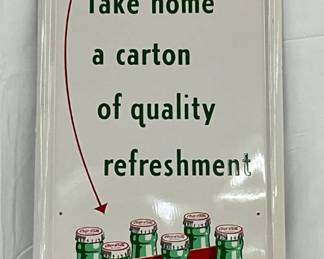 Take home
a carton
of quality
refreshment